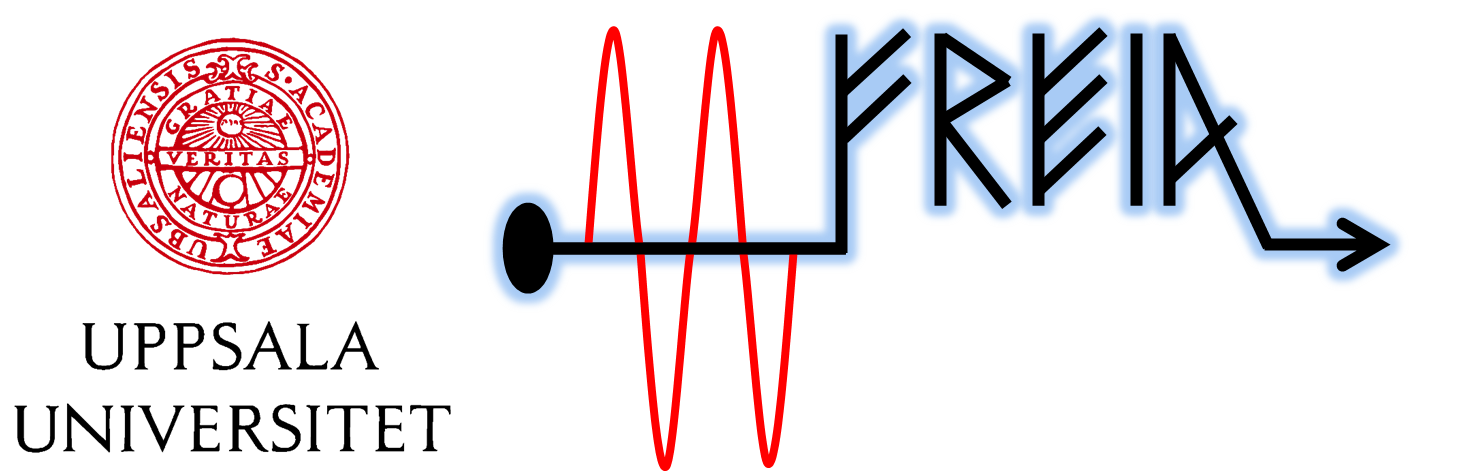 UBSALIENSIS S. ACADEMIAE
GRATIAE
VERITAS
NATURAE
UPPSALA
UNIVERSITET
FREIA